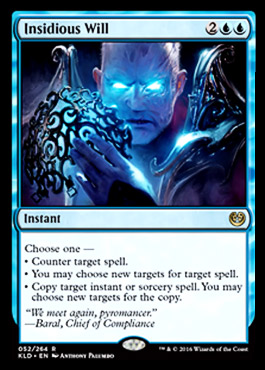 Insidious Will 2
Instant
Choose one —
• Counter target spell.
• You may choose new targets for target spell.
• Copy target instant or sorcery spell. You may
choose new targets for the copy.
"We meet again, pyromancer."
—Baral, Chief of Compliance
052/264 R
KLD • EN Anthony Palumbo ™ & © 2016 Wizards of the Coast